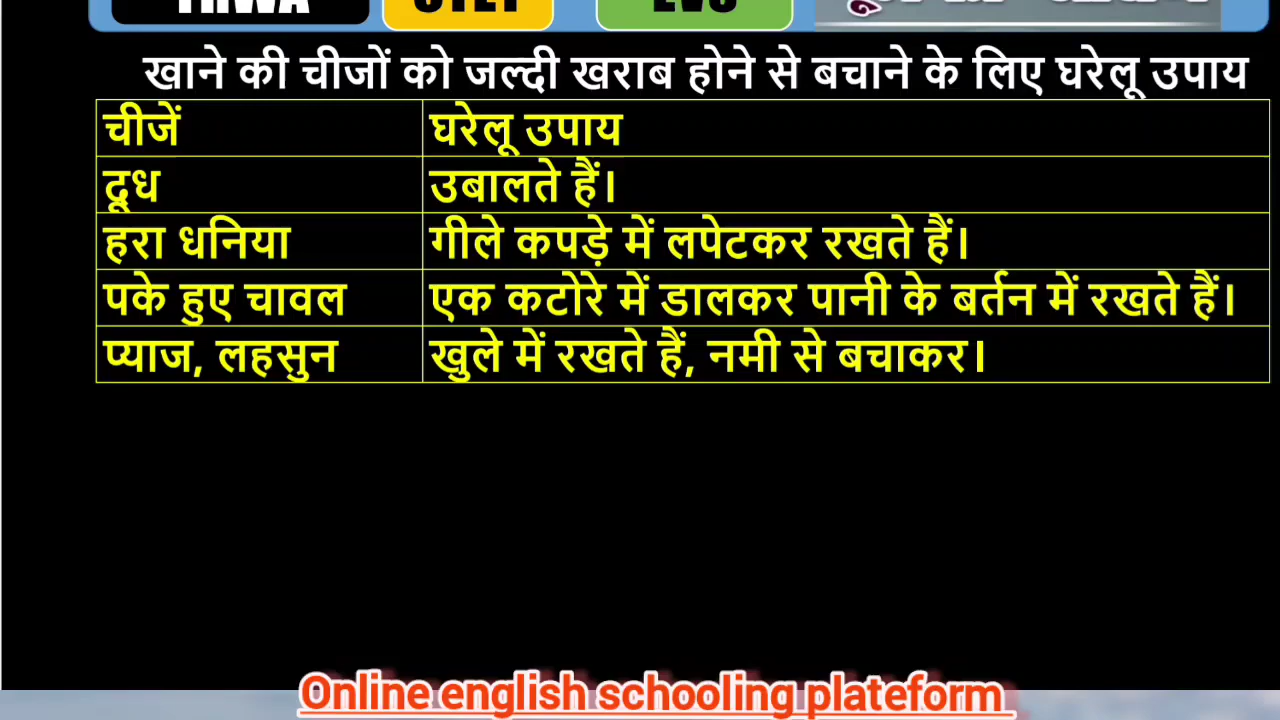 खाने की चीजों को जल्दी खराब होने से बचाने के लिए घरेलू उपाय
चीजें घरेलू उपाय
दूध उबालते हैं।
हरा धनिया गीले कपड़े में लपेटकर रखते हैं।
पके हुए चावल एक कटोरे में डालकर पानी के बर्तन में रखते हैं।
प्याज, लहसुन खुले में रखते हैं, नमी से बचाकर।
Online english schooling plateform